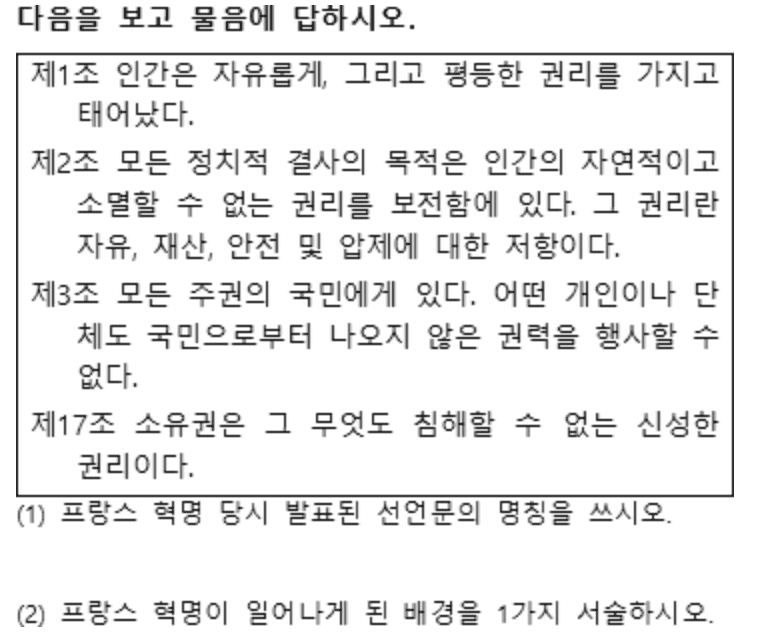 다음을 보고 물음에 답하시오.
제1조 인간은 자유롭게, 그리고 평등한 권리를 가지고
태어났다.
제2조 모든 정치적 결사의 목적은 인간의 자연적이고
소멸할 수 없는 권리를 보전함에 있다. 그 권리란
자유, 재산, 안전 및 압제에 대한 저항이다.
제3조 모든 주권의 국민에게 있다. 어떤 개인이나 단
체도 국민으로부터 나오지 않은 권력을 행사할 수
없다.
제17조 소유권은 그 무엇도 침해할 수 없는 신성한
권리이다.
(1) 프랑스 혁명 당시 발표된 선언문의 명칭을 쓰시오.
(2) 프랑스 혁명이 일어나게 된 배경을 1가지 서술하시오.